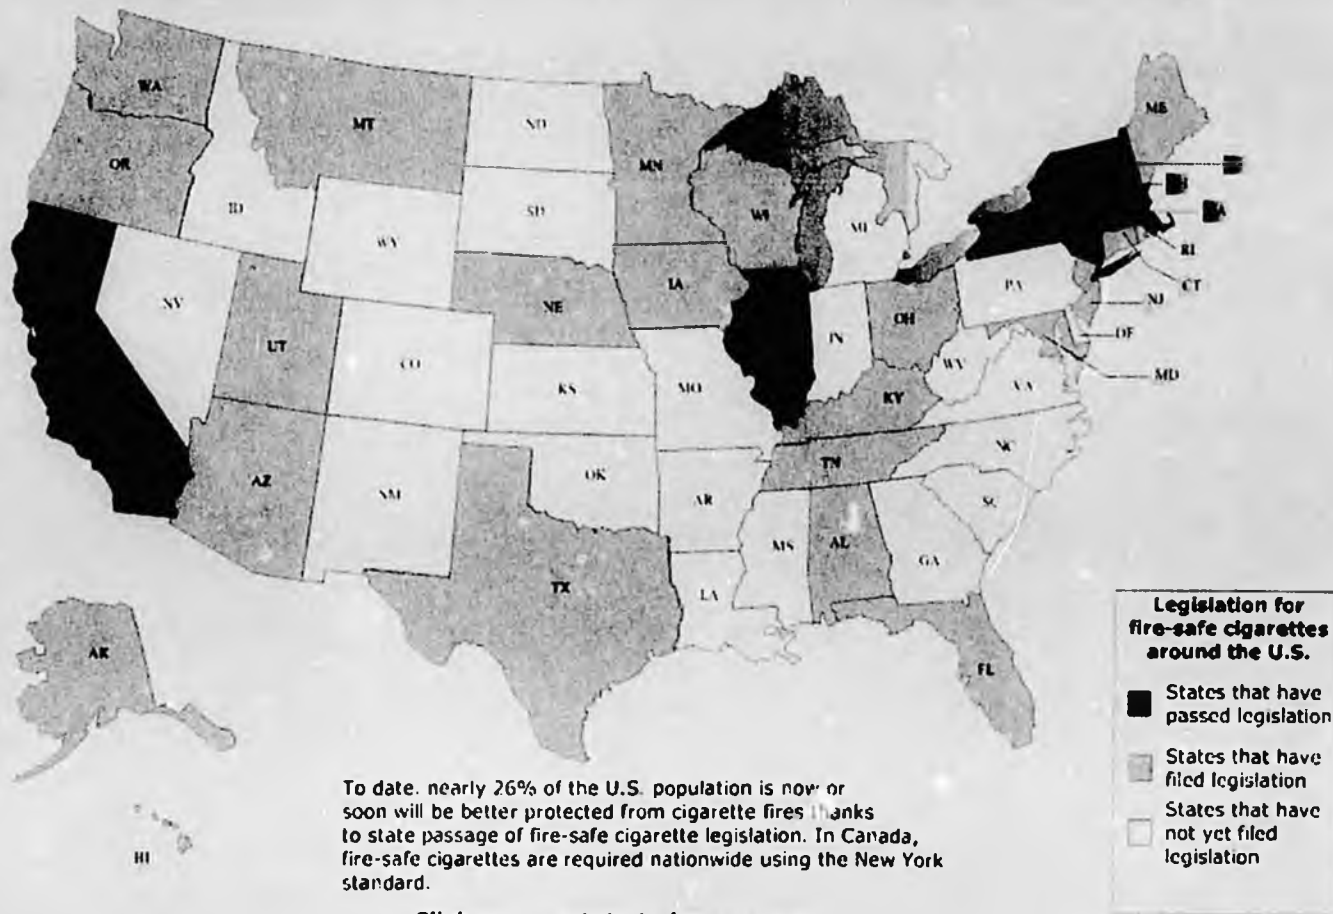 WA
MT
ND
MN
ME
OR
ID
SD
WI
MI
WY
RI
CT
NV
NE
IA
PA
NJ
UT
OH
IN
CO
WV
MD
KS
MO
VA
KY
NC
AZ
TN
NM
OK
AR
SC
MS
AL
GA
TX
LA
AK
FL
HI
Legislation for
fire-safe cigarettes
around the U.S.
States that have
passed legislation
States that have
filed legislation
States that have
not yet filed
legislation
To date, nearly 26% of the U.S. population is now or
soon will be better protected from cigarette fires
to state passage of fire-safe cigarette legislation. In Canada,
fire-safe cigarettes are required nationwide using the New York
standard.